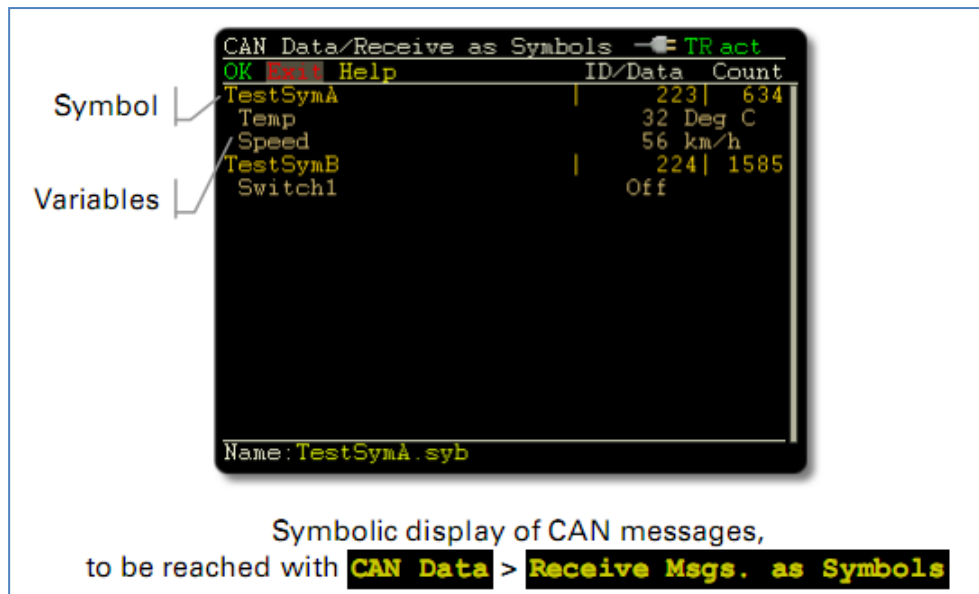 CAN Data/Receive as Symbols TR act
OK Exit Help ID/Data Count
TestSymA | 223| 634
Temp 32 Deg C
Speed 56 km/h
TestSymB | 224| 1585
Switch1 Off
Name:TestSymA.syb
Symbol
Variables
Symbolic display of CAN messages,
to be reached with CAN Data > Receive Msgs. as Symbols